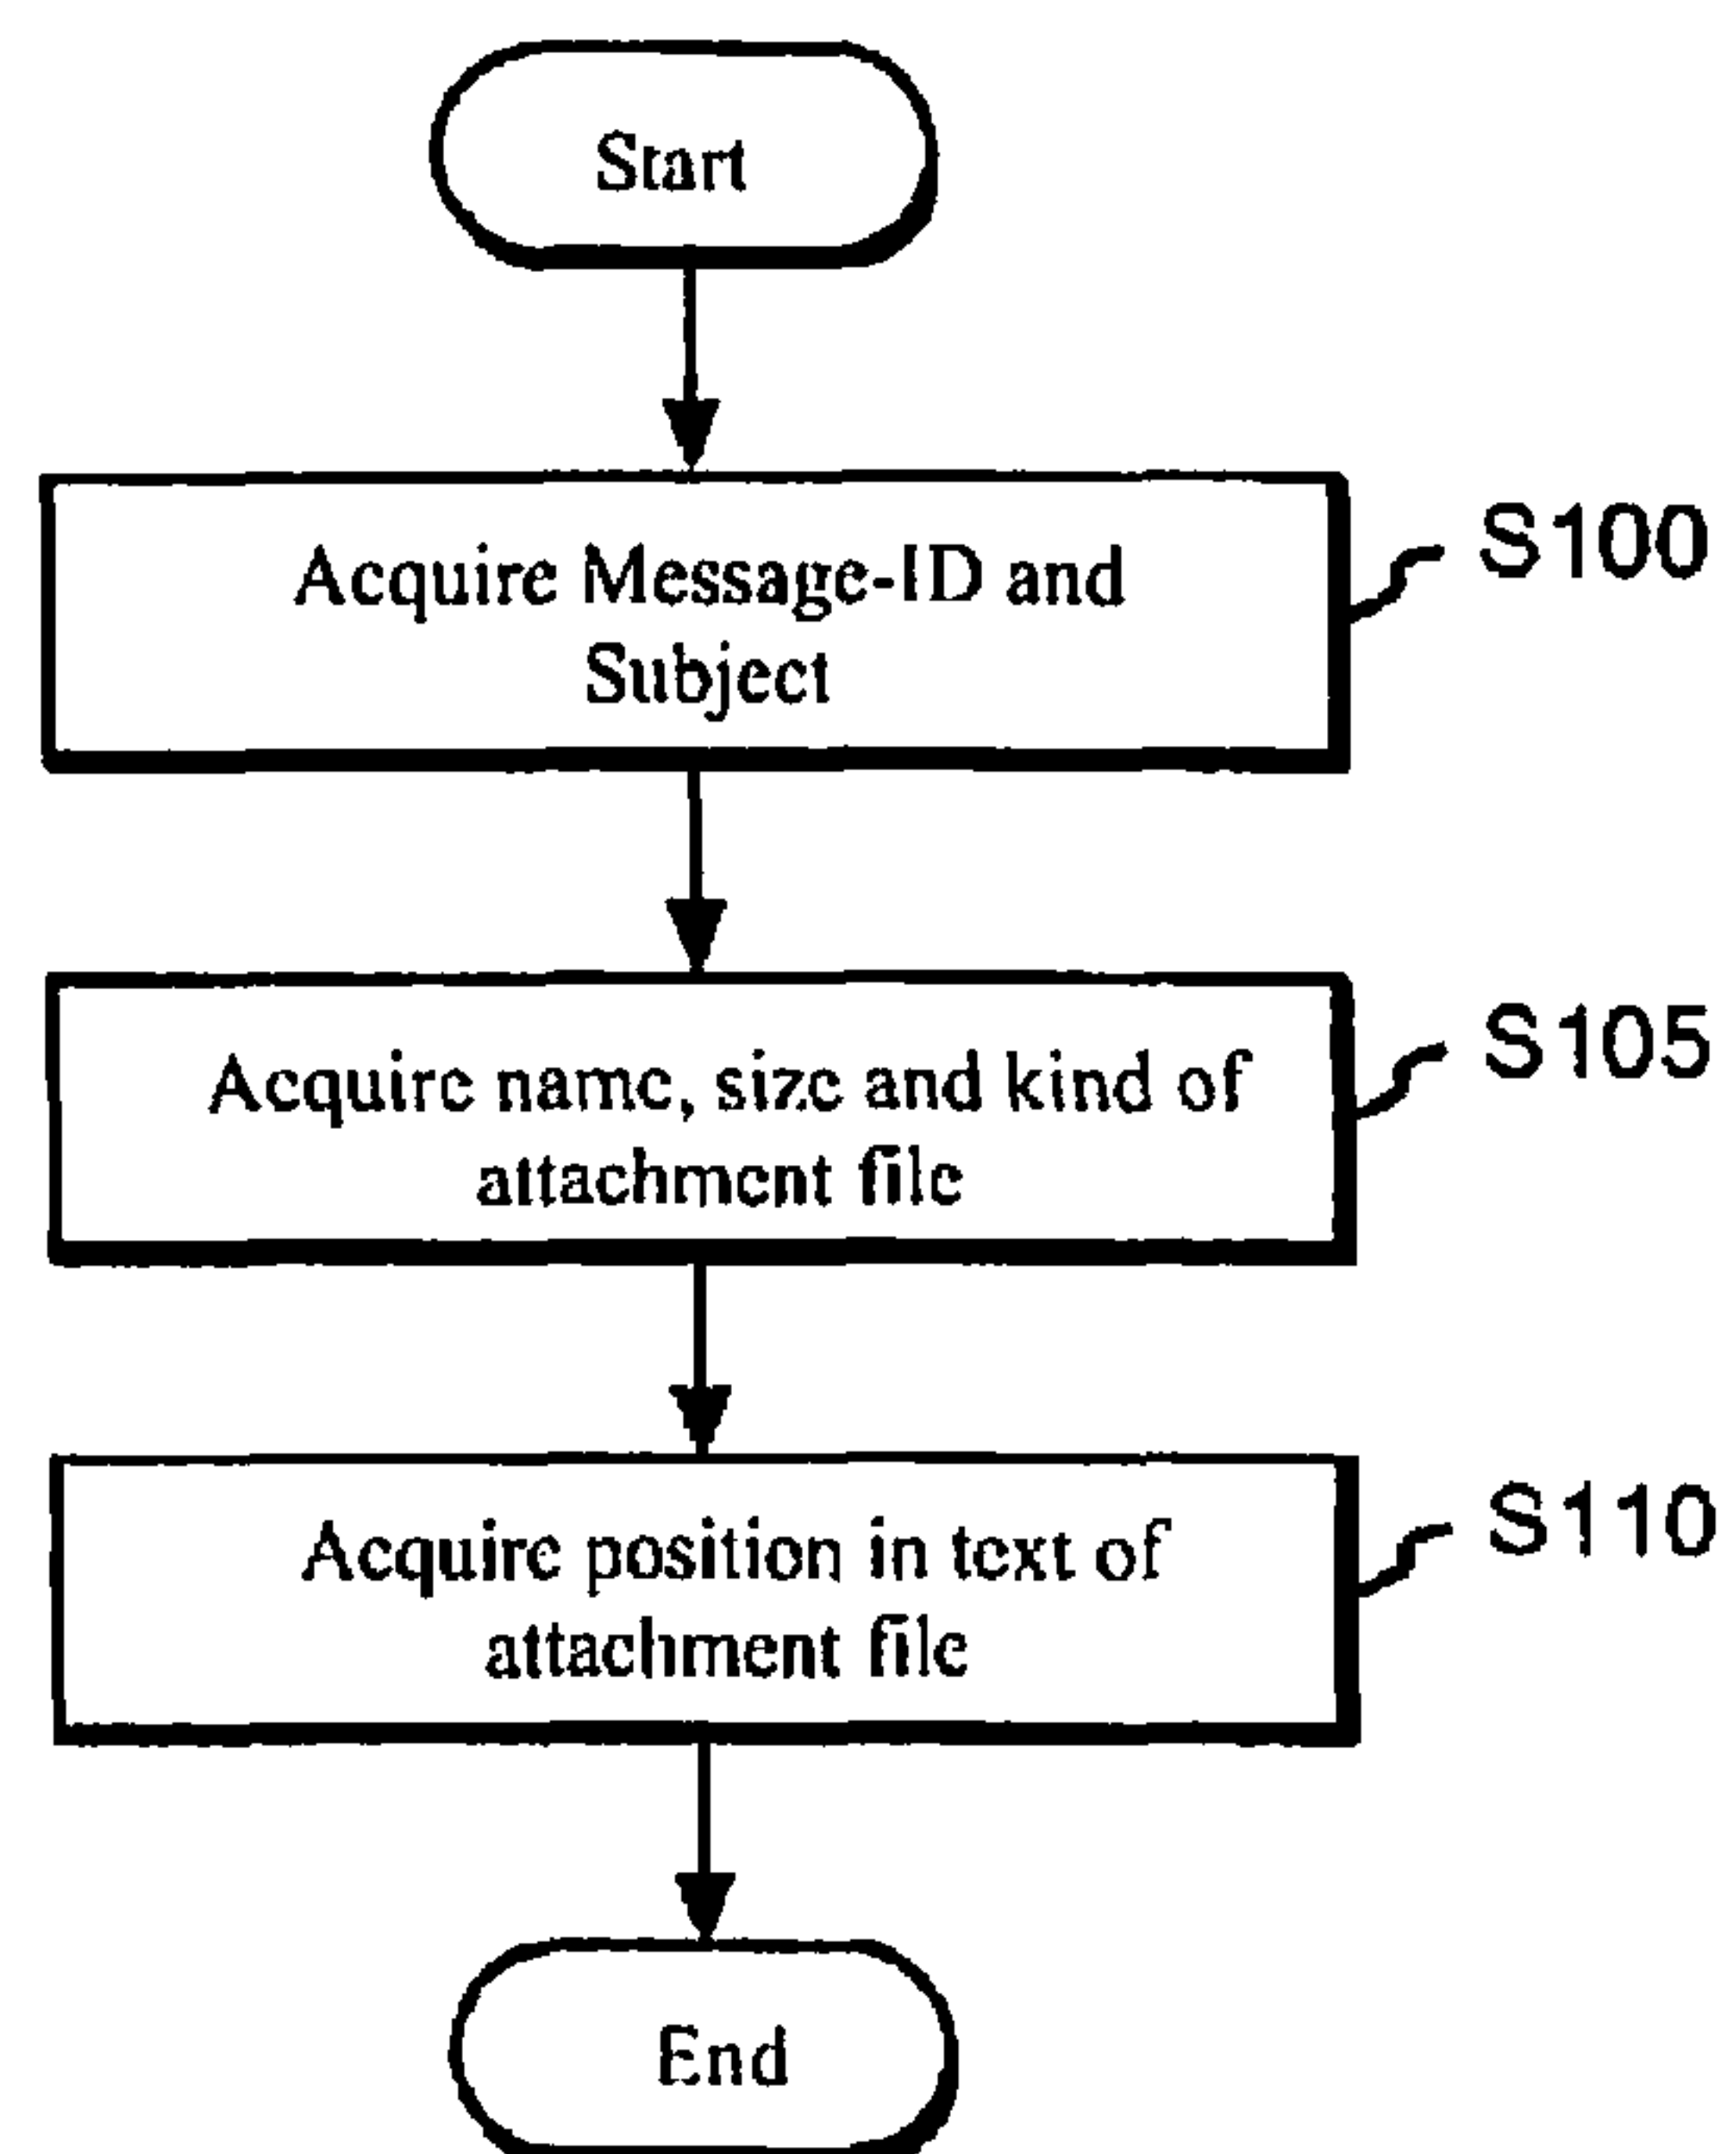 Start
Acquire Message-ID and
Subject
S100
Acquire name, size and kind of
attachment file
S105
Acquire position in text of
attachment file
S110
End